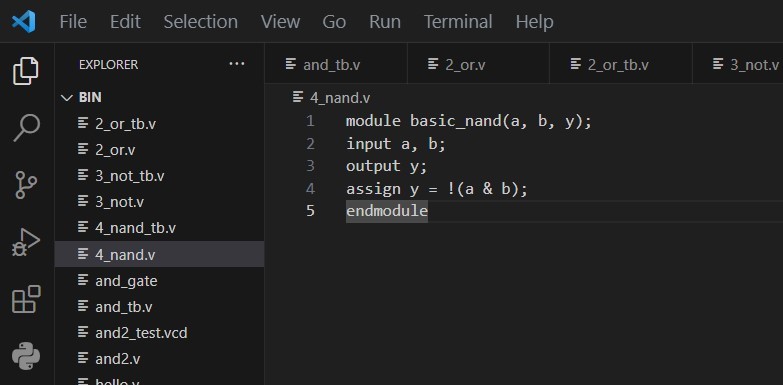 File Edit Selection View Go Run Terminal Help
EXPLORER ...
and_tb.v 2_or.v 2_or_tb.v 3_not.v
BIN
2_or_tb.v
2_or.v
3_not_tb.v
3_not.v
4_nand_tb.v
4_nand.v
and_gate
and_tb.v
and2_test.vcd
and2.v
hello.v
4_nand.v
1 module basic_nand(a, b, y);
2 input a, b;
3 output y;
4 assign y = !(a & b);
5 endmodule